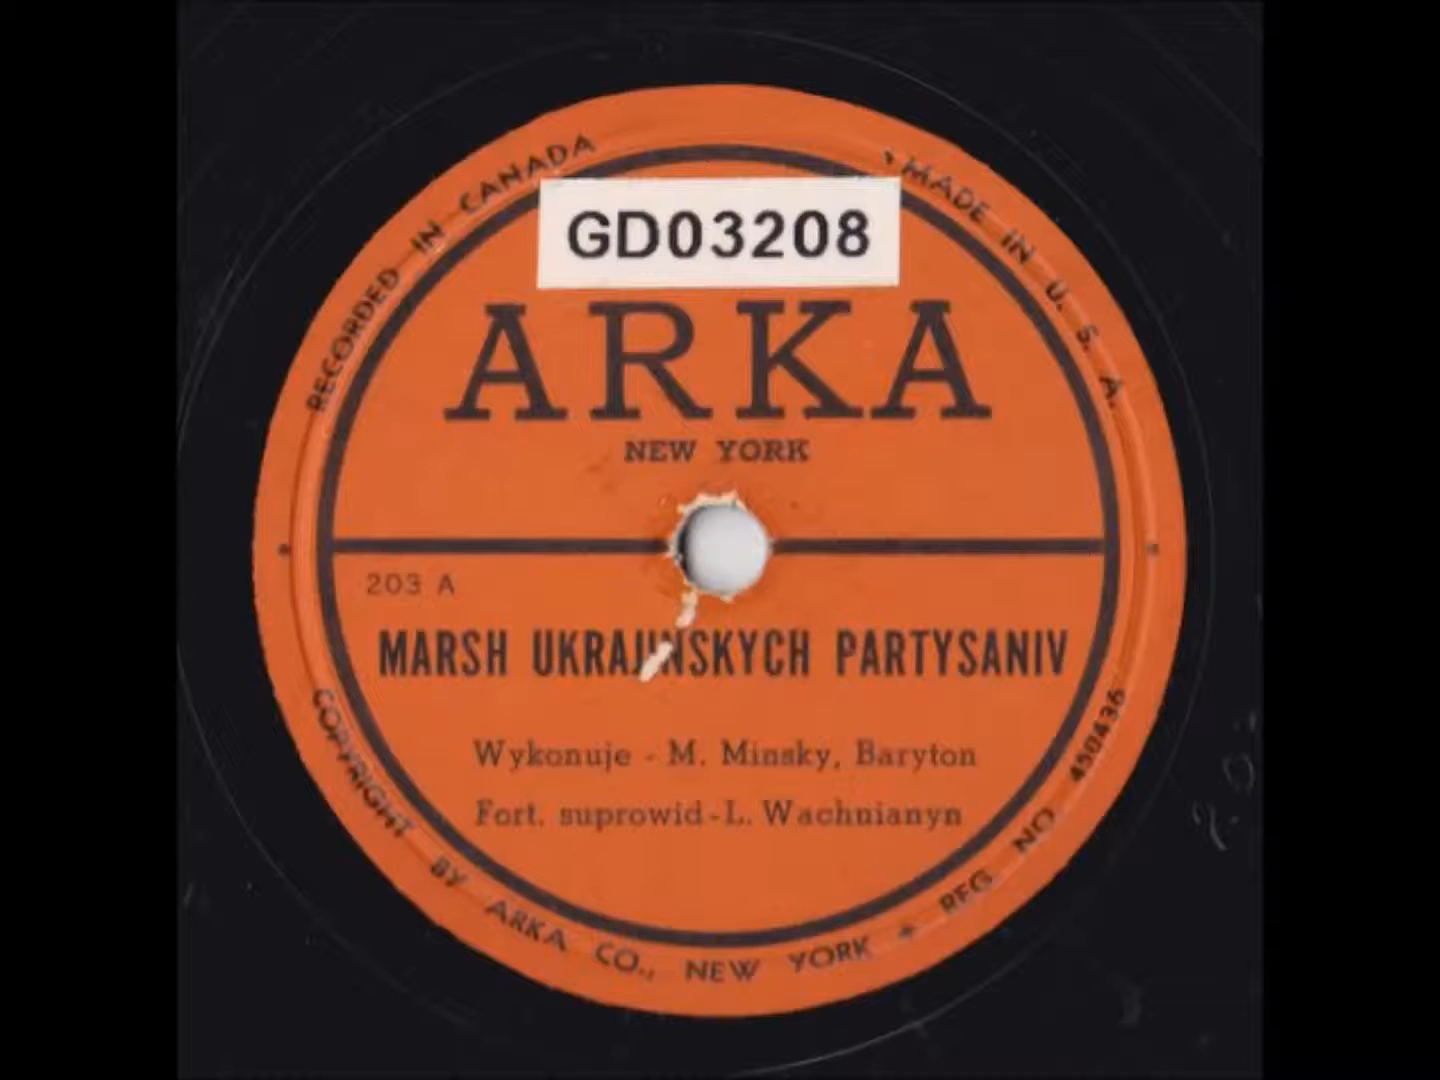 RECORDED IN CANADA
MADE IN U. S. A.
GD03208
ARKA
NEW YORK
203 A
MARSH UKRAJINSKYCH PARTYSANIV
Wykonuje - M. Minsky, Baryton
Fort. suprowid - L. Wachnianyn
COPYRIGHT BY ARKA CO., NEW YORK ★ REG. NO 450436